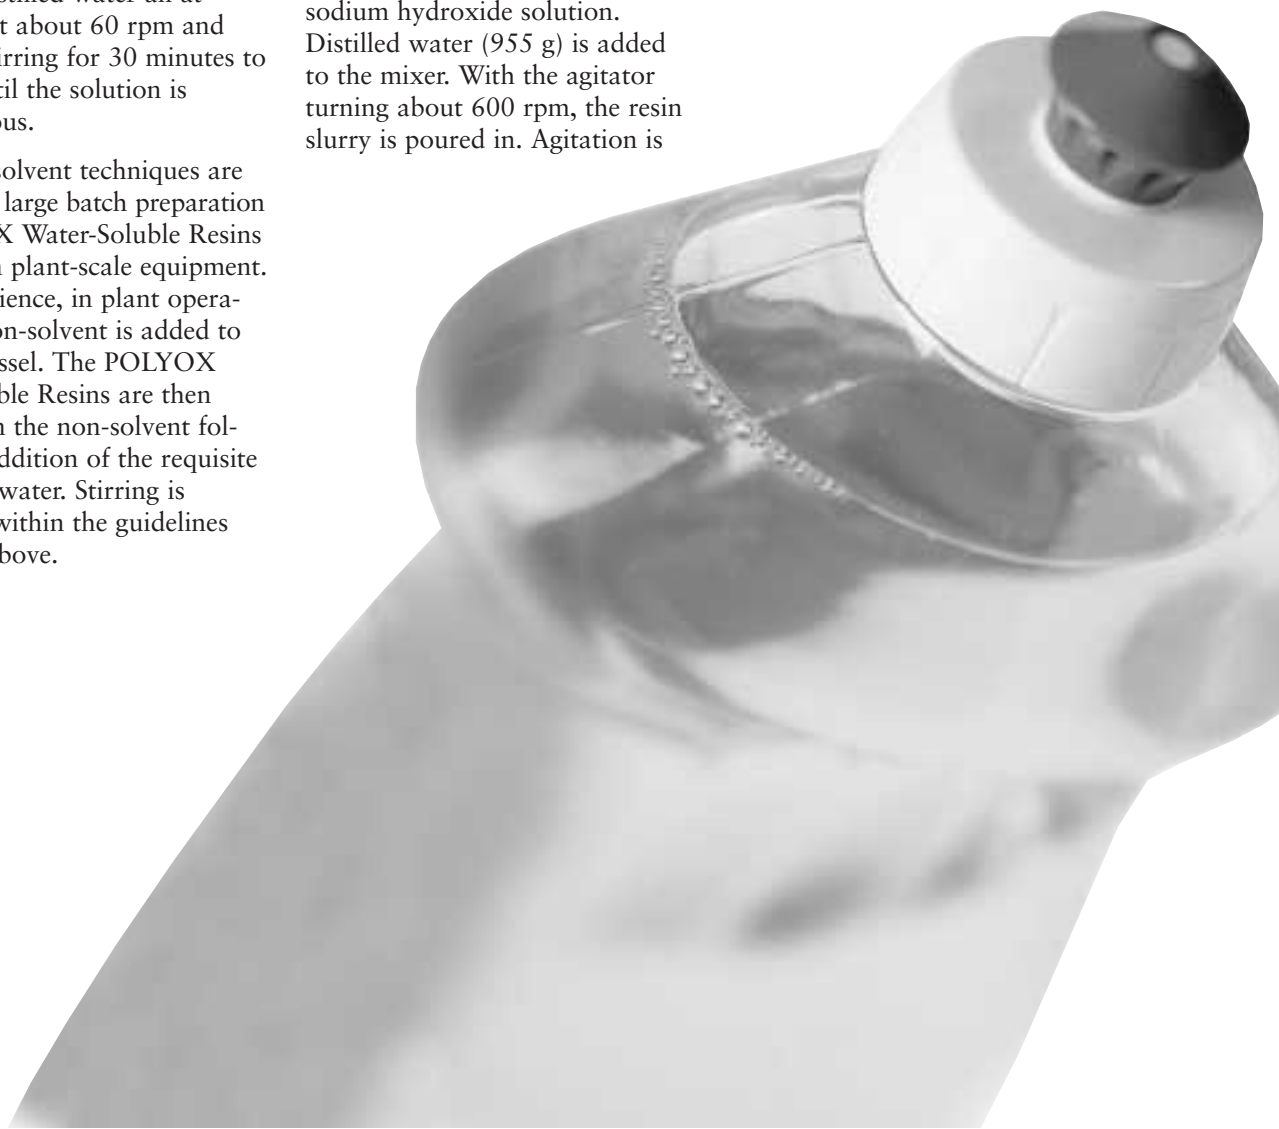 t about 60 rpm and
irring for 30 minutes to
til the solution is
ous.
solvent techniques are
large batch preparation
X Water-Soluble Resins
n plant-scale equipment.
ience, in plant opera-
on-solvent is added to
ssel. The POLYOX
ble Resins are then
n the non-solvent fol-
ddition of the requisite
water. Stirring is
within the guidelines
bove.
sodium hydroxide solution.
Distilled water (955 g) is added
to the mixer. With the agitator
turning about 600 rpm, the resin
slurry is poured in. Agitation is